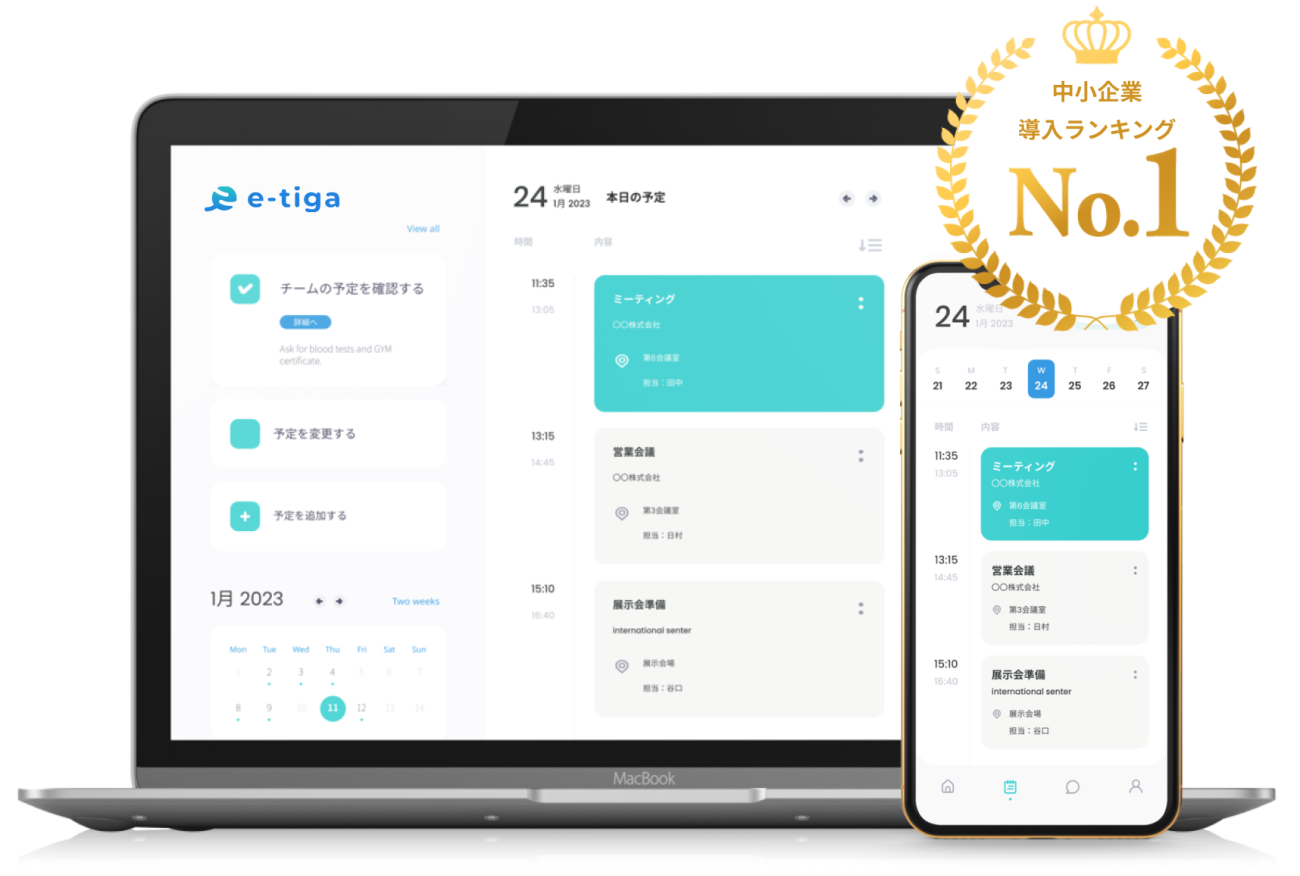 中小企業
導入ランキング
No.1
e-tiga
View all
チームの予定を確認する
詳細へ
Ask for blood tests and GYM
certificate.
予定を変更する
予定を追加する
1月 2023
Two weeks
Mon Tue Wed Thu Fri Sat Sun
1 2 3 4 5 6 7
8 9 10 11 12 13 14
24 水曜日
1月 2023
本日の予定
時間 内容
11:35
13:05
ミーティング
〇〇株式会社
第6会議室
担当：田中
13:15
14:45
営業会議
〇〇株式会社
第3会議室
担当：日村
15:10
16:40
展示会準備
international senter
展示会場
担当：谷口
MacBook
24 水曜日
1月 2023
S M T W T F S
21 22 23 24 25 26 27
時間 内容
11:35
13:05
ミーティング
〇〇株式会社
第6会議室
担当：田中
13:15
14:45
営業会議
〇〇株式会社
第3会議室
担当：日村
15:10
16:40
展示会準備
international senter
展示会場
担当：谷口